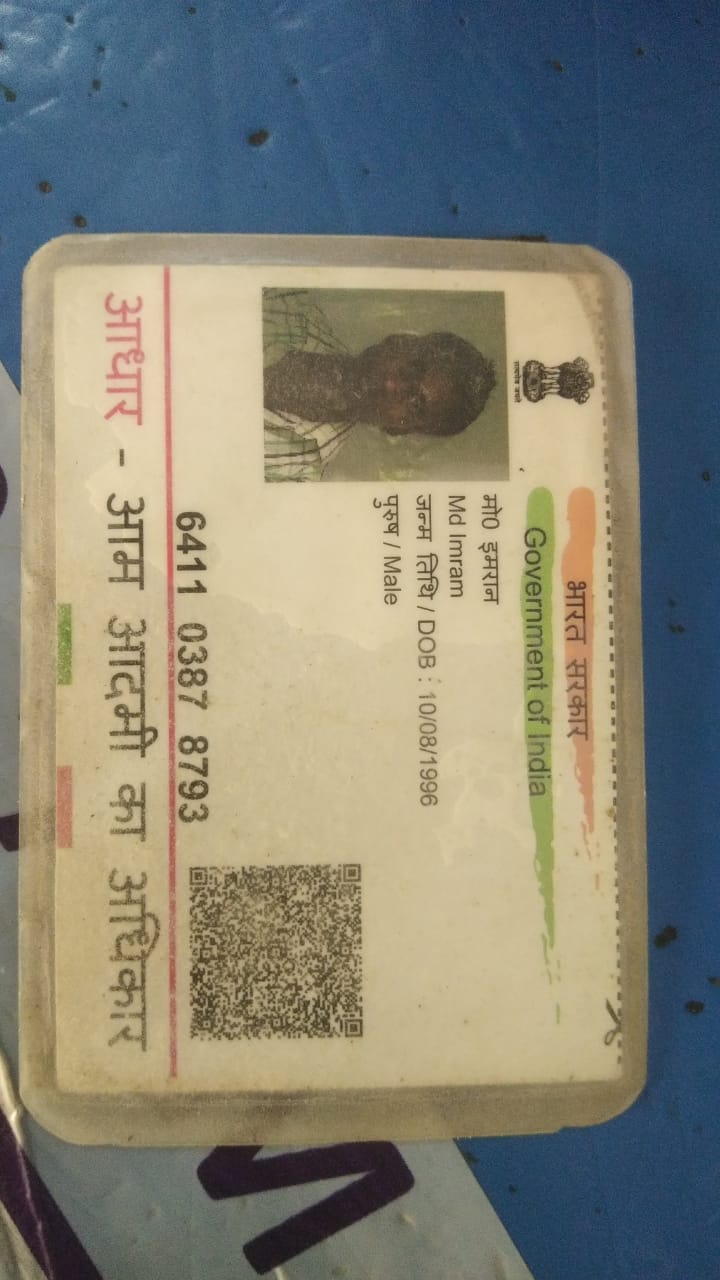 भारत सरकार
Government of India
मो0 इमरान
Md Imram
जन्म तिथि / DOB : 10/08/1996
पुरुष / Male
6411 0387 8793
आधार - आम आदमी का अधिकार